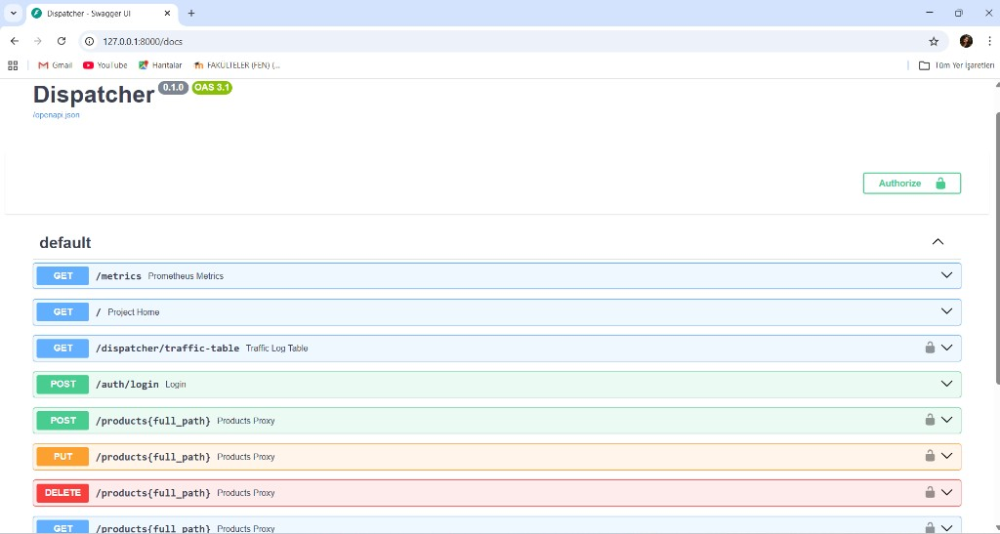 Dispatcher - Swagger UI
127.0.0.1:8000/docs
Gmail YouTube Haritalar FAKÜLTELER (FEN) (... Tüm Yer İşaretleri
Dispatcher 0.1.0 OAS 3.1
/openapi.json
Authorize
default
GET /metrics Prometheus Metrics
GET / Project Home
GET /dispatcher/traffic-table Traffic Log Table
POST /auth/login Login
POST /products{full_path} Products Proxy
PUT /products{full_path} Products Proxy
DELETE /products{full_path} Products Proxy
GET /products{full_path} Products Proxy